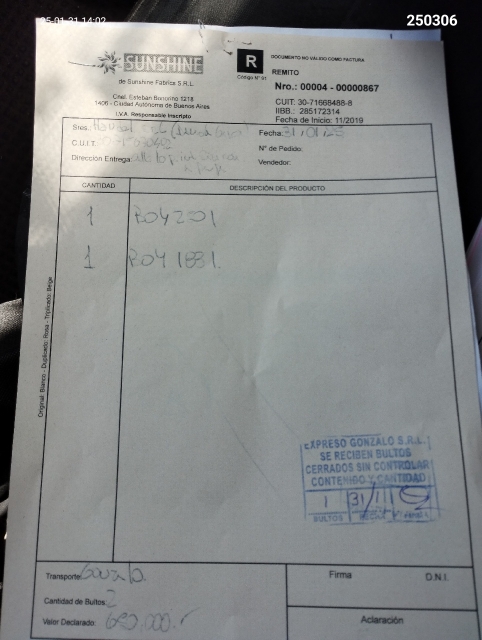 25-01-31 14:02
250306
SUNSHINE
de Sunshine Fabrica S.R.L.
Cnel. Esteban Bonorino 1218
1406 - Ciudad Autónoma de Buenos Aires
I.V.A. Responsable Inscripto
R
Código N° 91
DOCUMENTO NO VALIDO COMO FACTURA
REMITO
Nro.: 00004 - 00000867
CUIT: 30-71668488-8
IIBB.: 285172314
Fecha de Inicio: 11/2019
Sres.
Fecha: 31/01/25
C.U.I.T.
N° de Pedido:
Dirección Entrega:
Vendedor:
CANTIDAD DESCRIPCIÓN DEL PRODUCTO
1 B04201
1 B041881
Original: Blanco - Duplicado: Rosa - Triplicado: Beige
EXPRESO GONZALO S.R.L.
SE RECIBEN BULTOS
CERRADOS SIN CONTROLAR
CONTENIDO Y CANTIDAD
1 31/1
BULTOS
Transporte: Gonzalo
Firma D.N.I.
Cantidad de Bultos: 2
Valor Declarado: 690,000.-
Aclaración